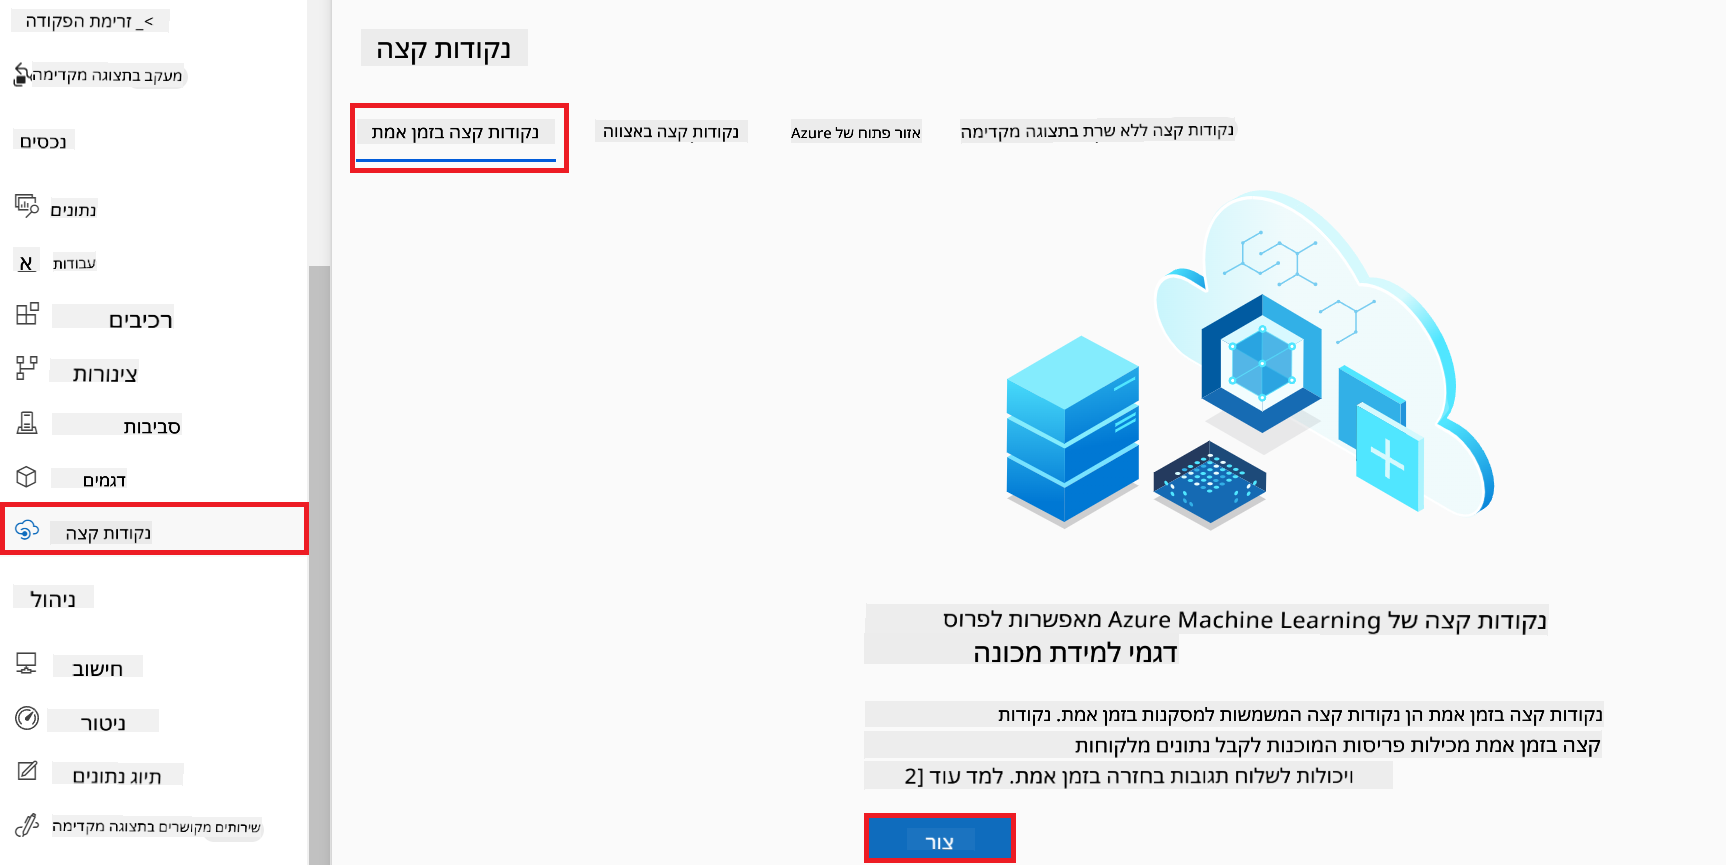 >_ זרימת הפקודה
מעקב בתצוגה מקדימה
נכסים
נתונים
א עבודות
רכיבים
צינורות
סביבות
דגמים
נקודות קצה
ניהול
חישוב
ניטור
תיוג נתונים
שירותים מקושרים בתצוגה מקדימה
נקודות קצה
נקודות קצה בזמן אמת
נקודות קצה באצווה
אזור פתוח של Azure
נקודות קצה ללא שרת בתצוגה מקדימה
נקודות קצה של Azure Machine Learning מאפשרות לפרוס
דגמי למידת מכונה
נקודות קצה בזמן אמת הן נקודות קצה המשמשות למסקנות בזמן אמת. נקודות
קצה בזמן אמת מכילות פריסות המוכנות לקבל נתונים מלקוחות
ויכולות לשלוח תגובות בחזרה בזמן אמת. למד עוד [2
צור